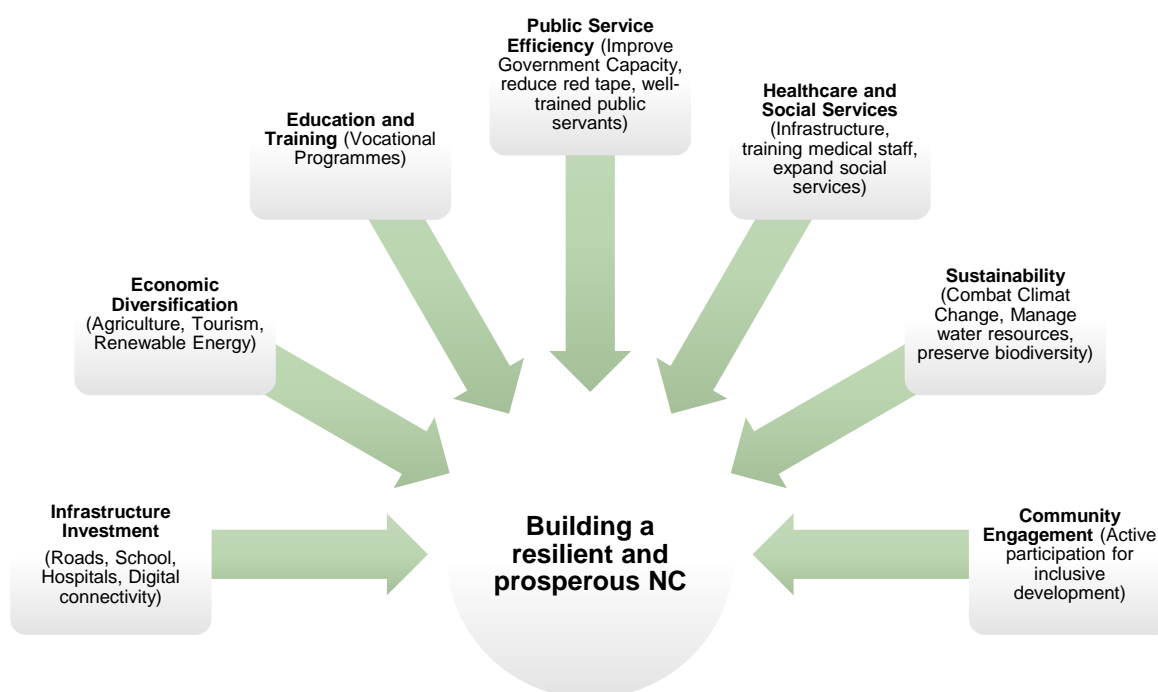 Public Service
Efficiency (Improve
Government Capacity,
reduce red tape, well-
trained public
servants)
Education and
Training (Vocational
Programmes)
Healthcare and
Social Services
(Infrastructure,
training medical staff,
expand social
services)
Economic
Diversification
(Agriculture, Tourism,
Renewable Energy)
Sustainability
(Combat Climat
Change, Manage
water resources,
preserve biodiversity)
Infrastructure
Investment
(Roads, School,
Hospitals, Digital
connectivity)
Building a
resilient and
prosperous NC
Community
Engagement (Active
participation for
inclusive
development)